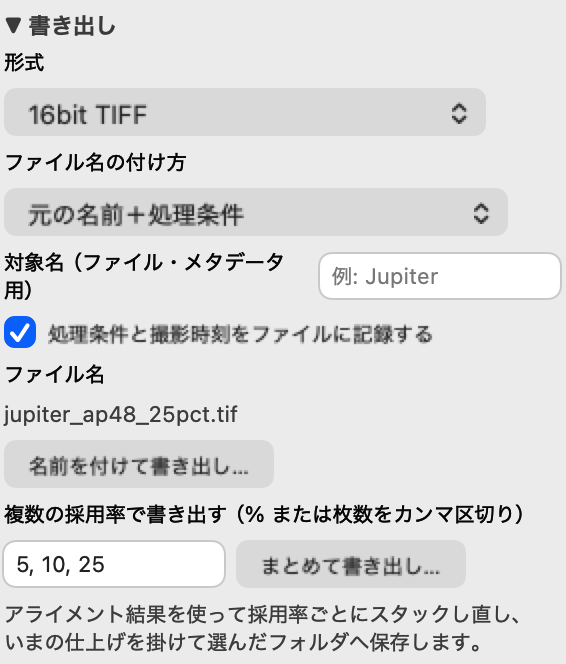 ▼ 書き出し
形式
16bit TIFF
ファイル名の付け方
元の名前＋処理条件
対象名（ファイル・メタデータ
用）
例: Jupiter
処理条件と撮影時刻をファイルに記録する
ファイル名
jupiter_ap48_25pct.tif
名前を付けて書き出し...
複数の採用率で書き出す（% または枚数をカンマ区切り）
5, 10, 25
まとめて書き出し...
アライメント結果を使って採用率ごとにスタックし直し、
いまの仕上げを掛けて選んだフォルダへ保存します。